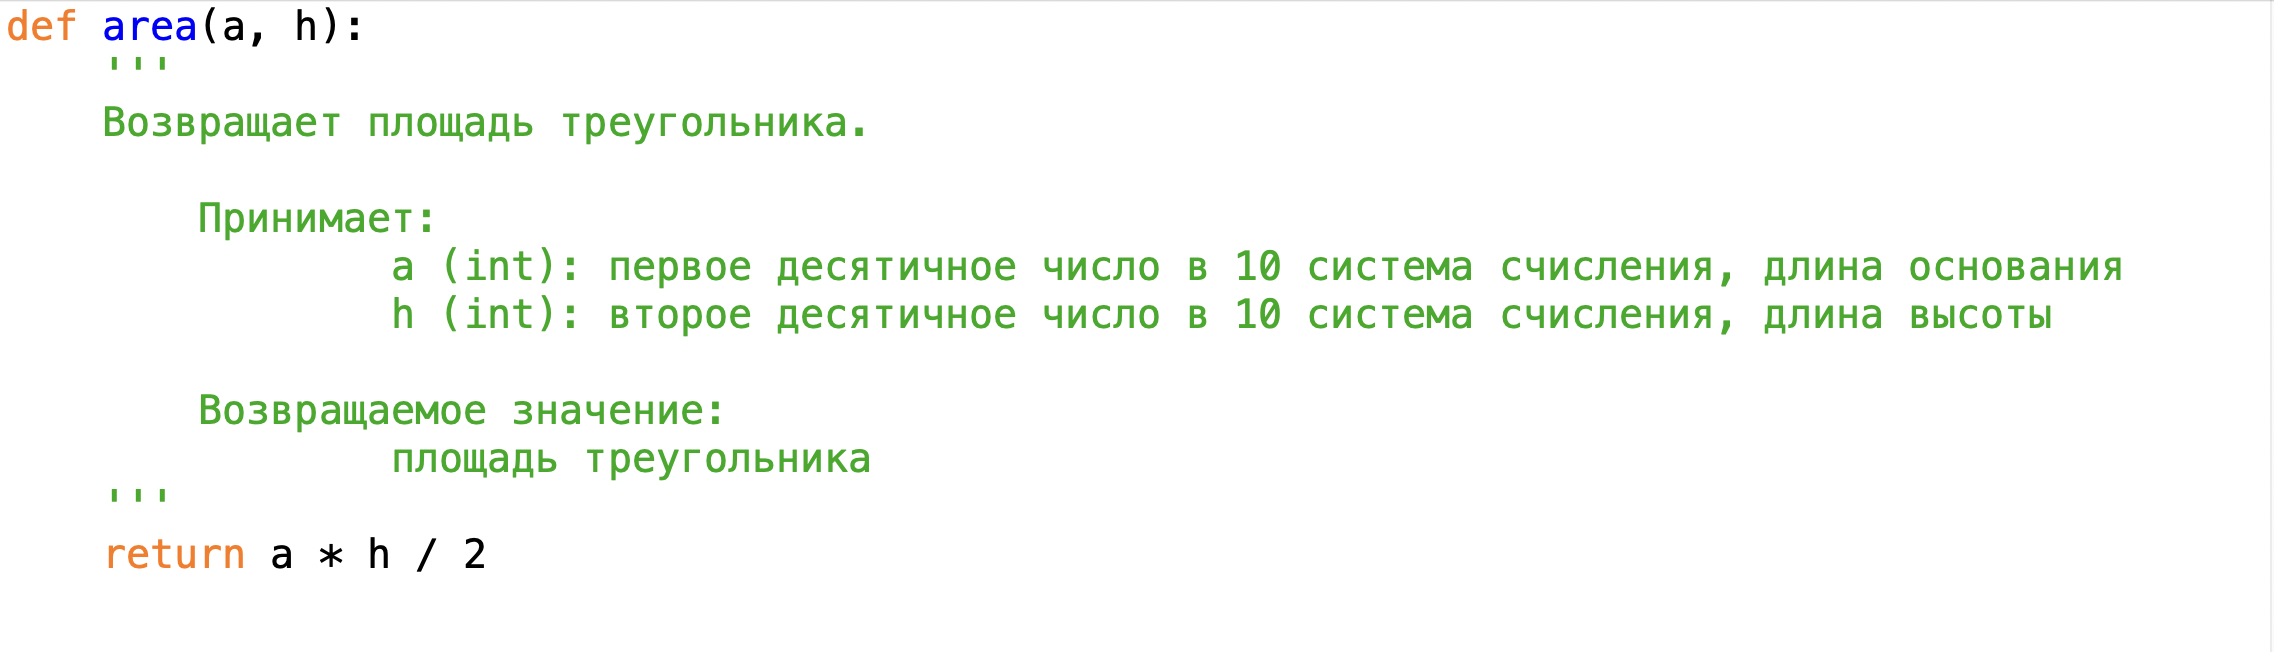 def area(a, h):
'''
Возвращает площадь треугольника.
Принимает:
a (int): первое десятичное число в 10 система счисления, длина основания
h (int): второе десятичное число в 10 система счисления, длина высоты
Возвращаемое значение:
площадь треугольника
'''
return a * h / 2